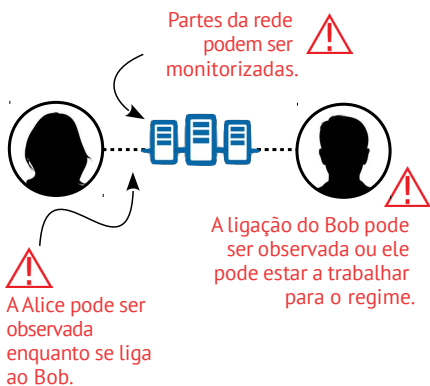 Partes da rede
podem ser
monitorizadas.
A ligação do Bob pode
ser observada ou ele
pode estar a trabalhar
para o regime.
A Alice pode ser
observada
enquanto se liga
ao Bob.